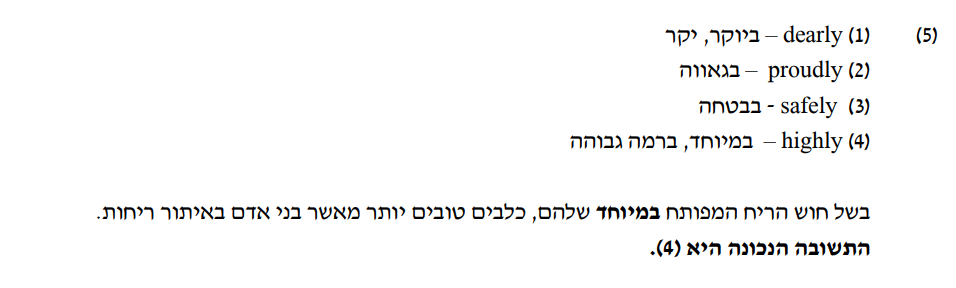 (5) (1) dearly – ביוקר, יקר
(2) proudly – בגאווה
(3) safely - בבטחה
(4) highly – במיוחד, ברמה גבוהה
בשל חוש הריח המפותח במיוחד שלהם, כלבים טובים יותר מאשר בני אדם באיתור ריחות.
התשובה הנכונה היא (4).